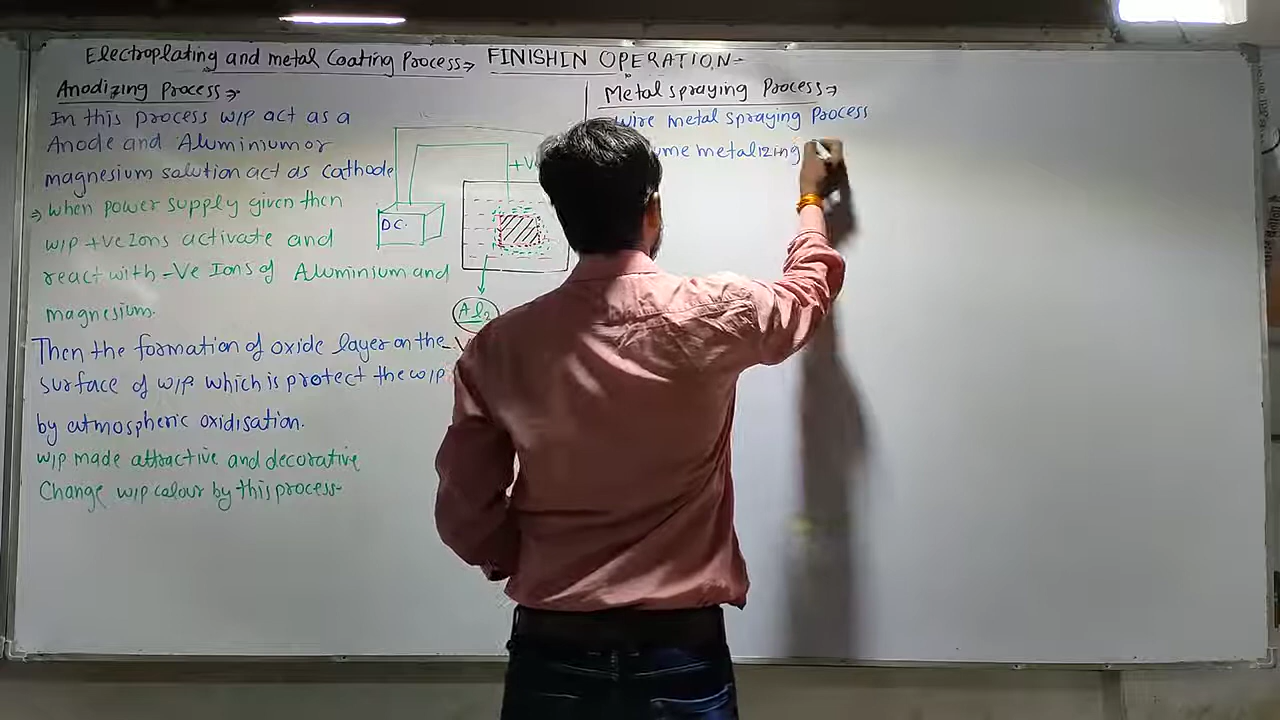 Electroplating and metal Coating Process→ FINISHIN OPERATION-
Anodizing Process→
In this process W/P act as a
Anode and Aluminium or
magnesium solution act as cathode
⇒ when power supply given then
W/P +ve Ions activate and
react with -Ve Ions of Aluminium and
magnesium.
Then the formation of oxide layer on the
surface of W/P which is protect the W/P
by atmospheric oxidisation.
W/P made attractive and decorative
Change W/P colour by this process-
D.C.
+Ve
Metal spraying Process→
wire metal spraying Process
metalizing